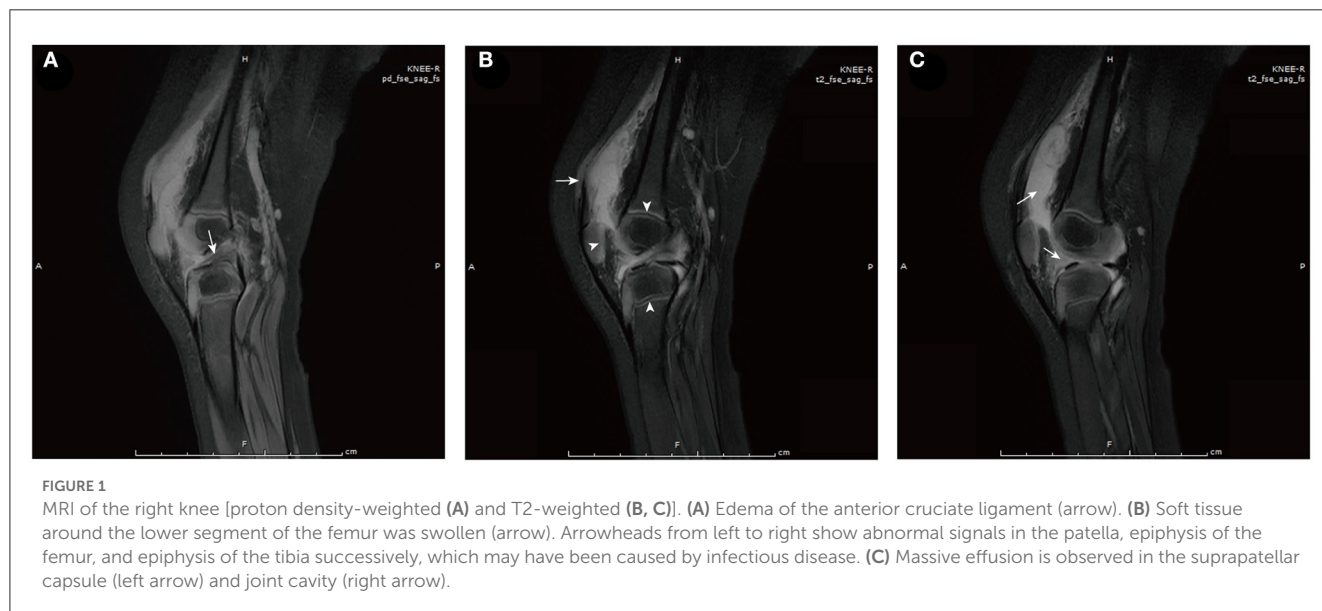 A
H
KNEE-R
pd_fse_sag_fs
A
F
cm
B
H
KNEE-R
t2_fse_sag_fs
F
cm
C
H
KNEE-R
t2_fse_sag_fs
A
P
F
cm
FIGURE 1
MRI of the right knee [proton density-weighted (A) and T2-weighted (B, C)]. (A) Edema of the anterior cruciate ligament (arrow). (B) Soft tissue
around the lower segment of the femur was swollen (arrow). Arrowheads from left to right show abnormal signals in the patella, epiphysis of the
femur, and epiphysis of the tibia successively, which may have been caused by infectious disease. (C) Massive effusion is observed in the suprapatellar
capsule (left arrow) and joint cavity (right arrow).